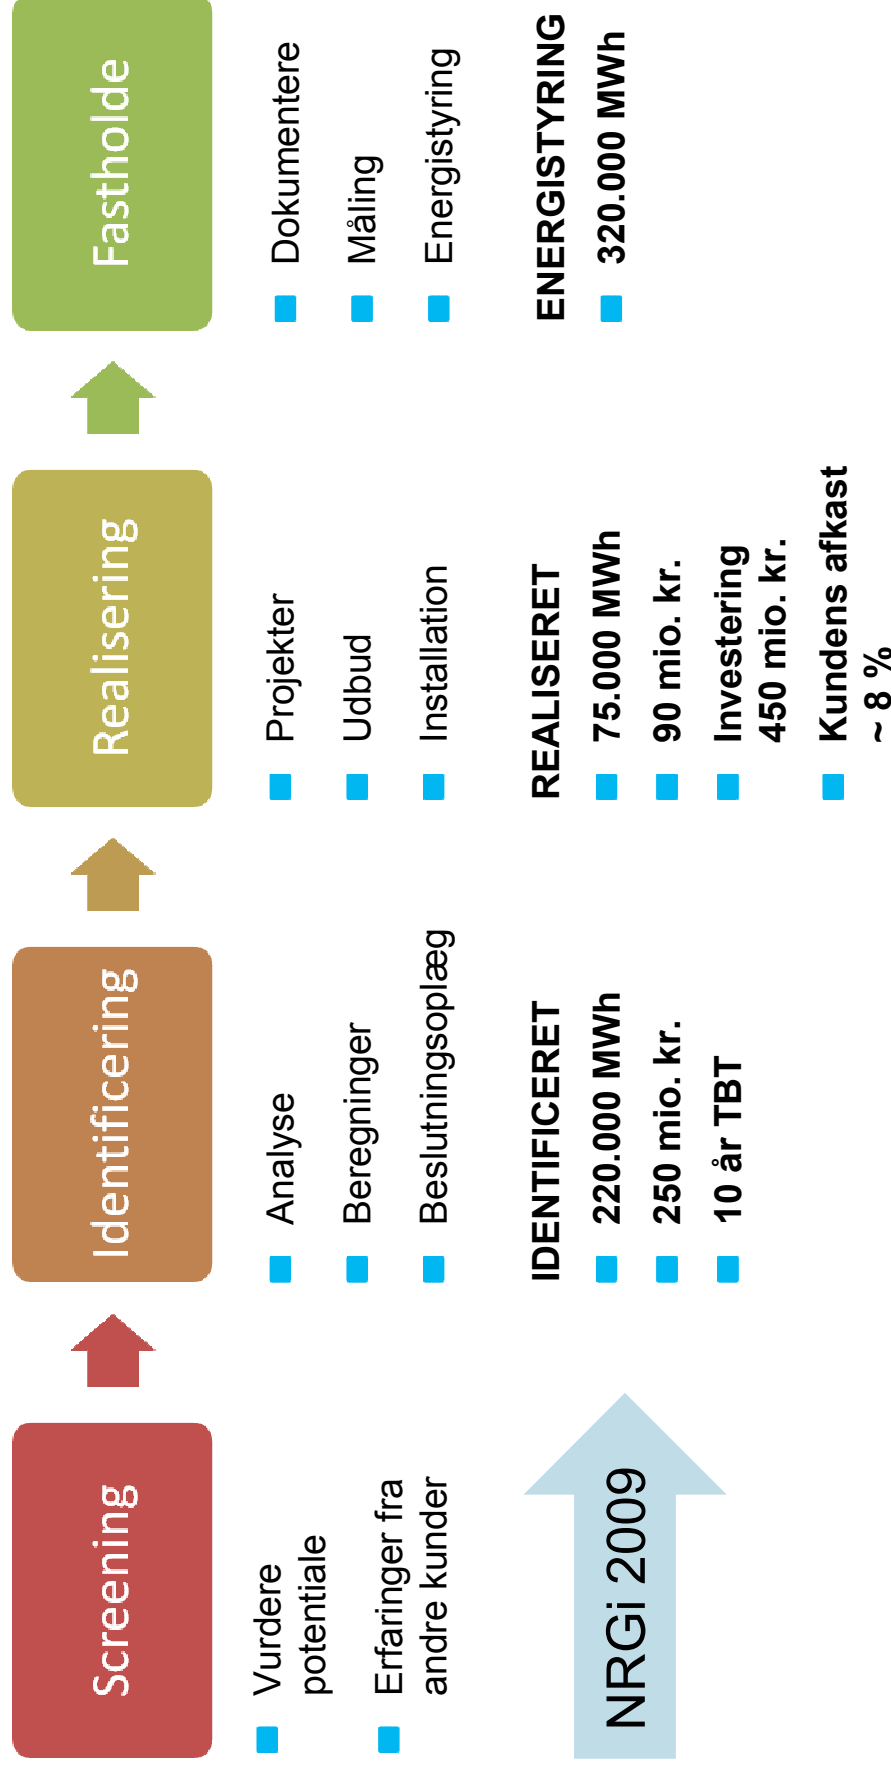 Screening
Vurdere
potentiale
Erfaringer fra
andre kunder
NRGi 2009
Identificering
Analyse
Beregninger
Beslutningsoplæg
IDENTIFICERET
220.000 MWh
250 mio. kr.
10 år TBT
Realisering
Projekter
Udbud
Installation
REALISERET
75.000 MWh
90 mio. kr.
Investering
450 mio. kr.
Kundens afkast
~ 8 %
Fastholde
Dokumentere
Måling
Energistyring
ENERGISTYRING
320.000 MWh